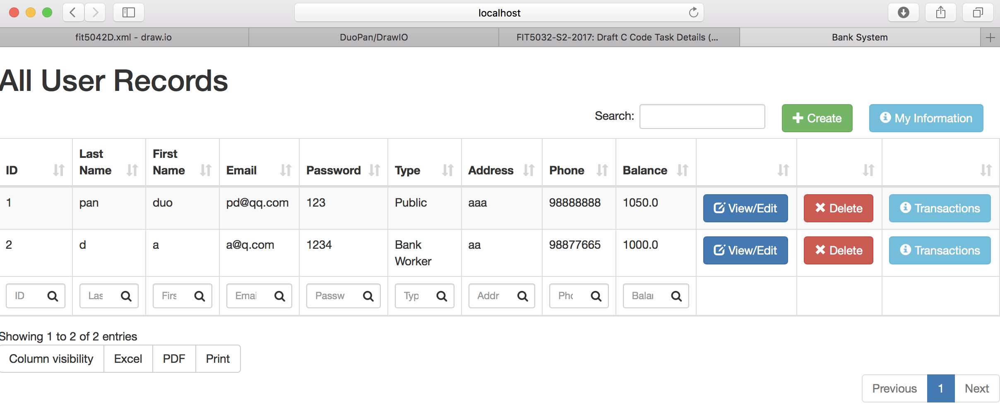 localhost
fit5042D.xml - draw.io
DuoPan/DrawIO
FIT5032-S2-2017: Draft C Code Task Details (...
Bank System
All User Records
Search:
Create
My Information
ID Last Name First Name Email Password Type Address Phone Balance
1 pan duo pd@qq.com 123 Public aaa 98888888 1050.0 View/Edit Delete Transactions
2 d a a@q.com 1234 Bank Worker aa 98877665 1000.0 View/Edit Delete Transactions
ID Las Firs Emai Passw Typ Addr Pho Balan
Showing 1 to 2 of 2 entries
Column visibility Excel PDF Print
Previous 1 Next